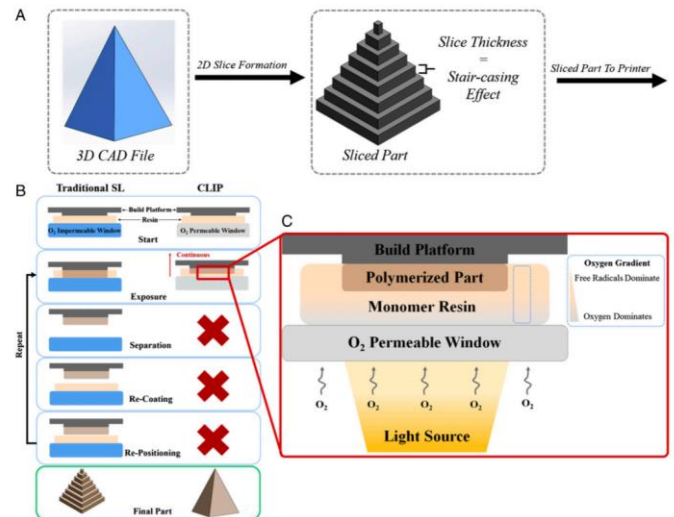 A
2D Slice Formation
Slice Thickness
=
Stair-casing
Effect
Sliced Part To Printer
3D CAD File
Sliced Part
B
Traditional SL
CLIP
Build Platform
Resin
O₂ Impermeable Window
O₂ Permeable Window
Start
Continuous
Exposure
Separation
Re-Coating
Re-Positioning
Repeat
Final Part
C
Build Platform
Polymerized Part
Monomer Resin
O₂ Permeable Window
Oxygen Gradient
Free Radicals Dominate
Oxygen Dominates
O₂ O₂ O₂ O₂ O₂
Light Source